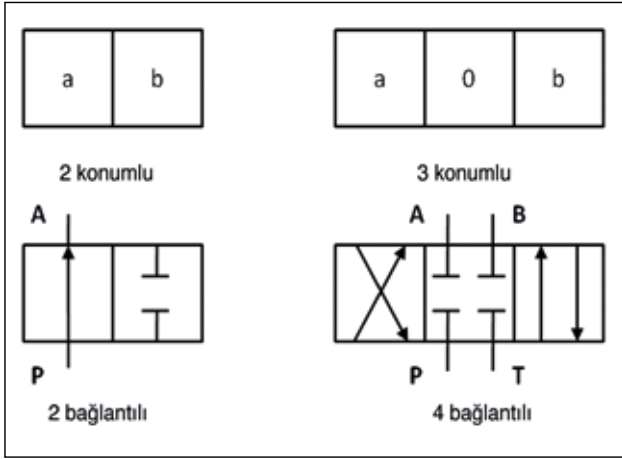 a b
a 0 b
2 konumlu
3 konumlu
A
A B
P
P T
2 bağlantılı
4 bağlantılı